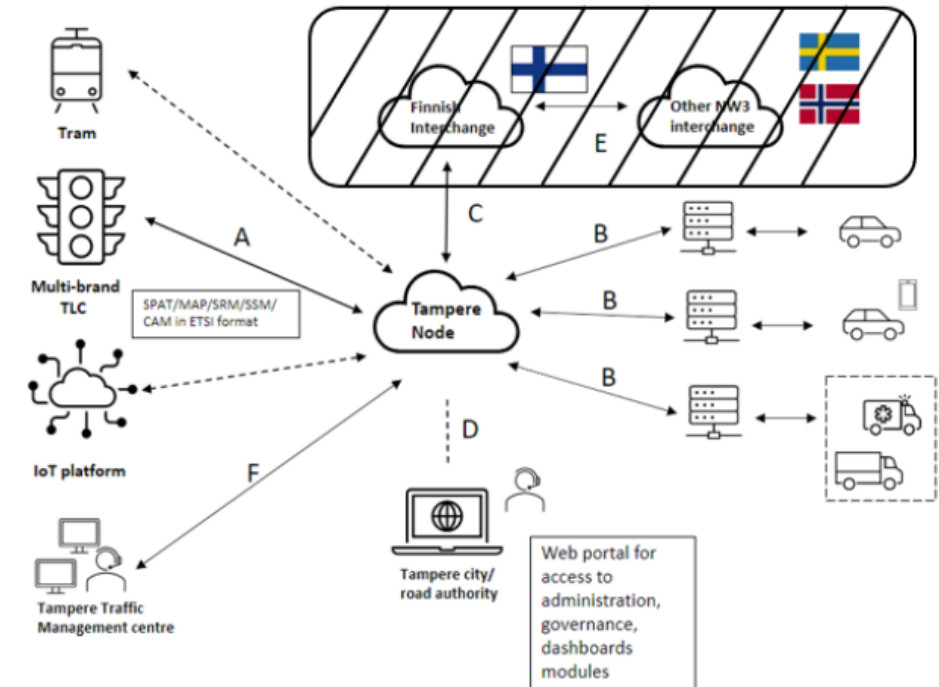 Tram
Finnish
Interchange
Other NW3
interchange
E
C
A
B
Multi-brand
TLC
SPAT/MAP/SRM/SSM/
CAM in ETSI format
Tampere
Node
B
B
IoT platform
F
D
Tampere city/
road authority
Tampere Traffic
Management centre
Web portal for
access to
administration,
governance,
dashboards
modules